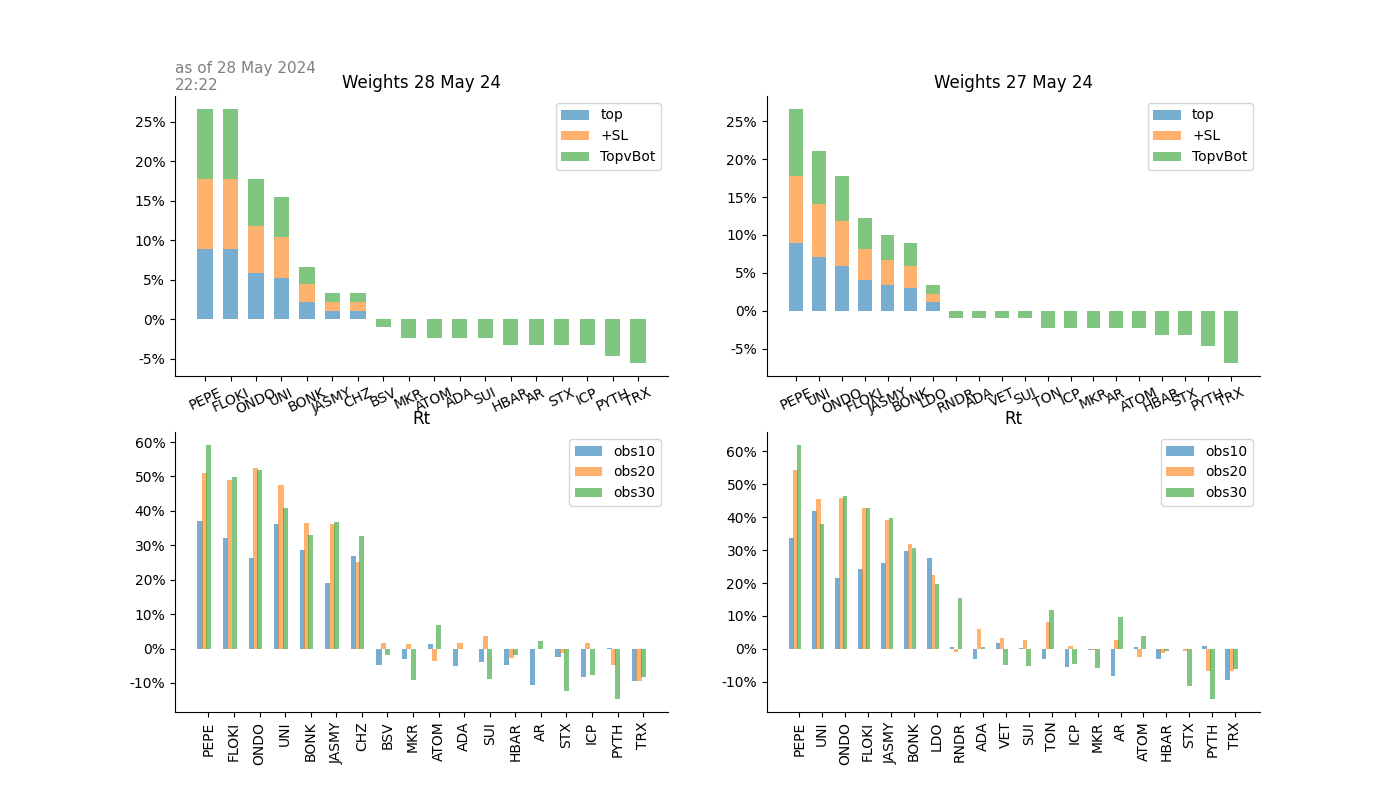 as of 28 May 2024
22:22
Weights 28 May 24
25%
20%
15%
10%
5%
0%
-5%
top
+SL
TopvBot
PEPE FLOKI ONDO UNI BONK JASMY CHZ BSV MKR ATOM ADA SUI HBAR AR STX ICP PYTH TRX
Weights 27 May 24
25%
20%
15%
10%
5%
0%
-5%
top
+SL
TopvBot
PEPE UNI ONDO FLOKI JASMY BONK LDO RNDR ADA VET SUI TON ICP MKR AR ATOM HBAR STX PYTH TRX
Rt
60%
50%
40%
30%
20%
10%
0%
-10%
obs10
obs20
obs30
PEPE FLOKI ONDO UNI BONK JASMY CHZ BSV MKR ATOM ADA SUI HBAR AR STX ICP PYTH TRX
Rt
60%
50%
40%
30%
20%
10%
0%
-10%
obs10
obs20
obs30
PEPE UNI ONDO FLOKI JASMY BONK LDO RNDR ADA VET SUI TON ICP MKR AR ATOM HBAR STX PYTH TRX